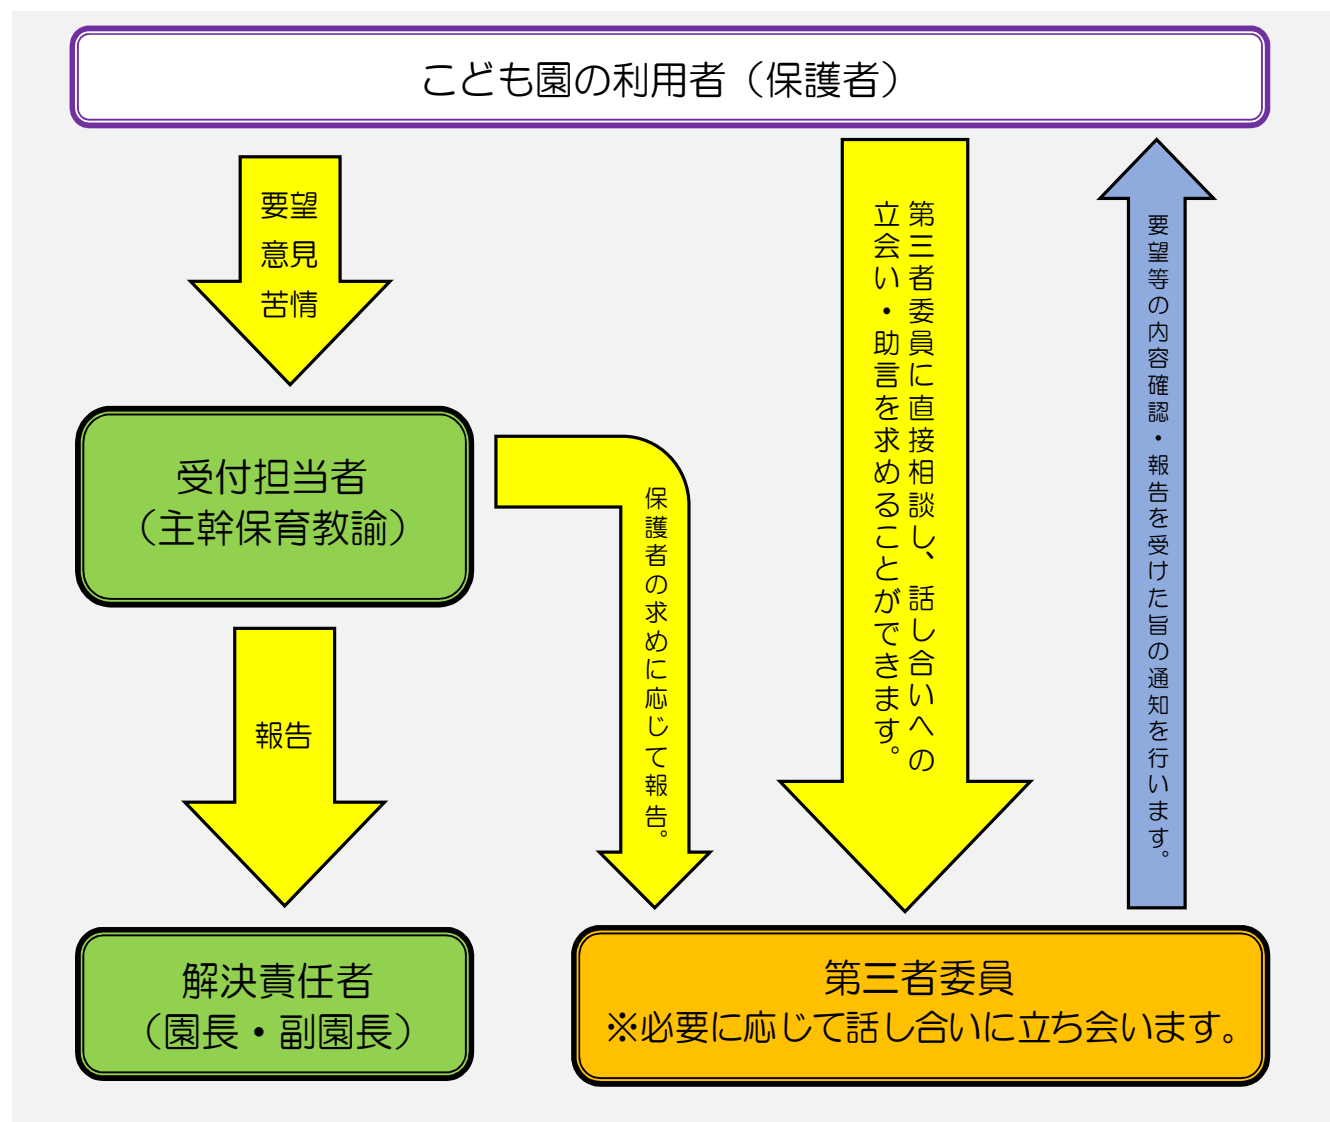 こども園の利用者（保護者）
要望
意見
苦情
受付担当者
（主幹保育教諭）
報告
解決責任者
（園長・副園長）
保護者の求めに応じて報告。
第三者委員に直接相談し、話し合いへの
立会い・助言を求めることができます。
要望等の内容確認・報告を受けた旨の通知を行います。
第三者委員
※必要に応じて話し合いに立ち会います。